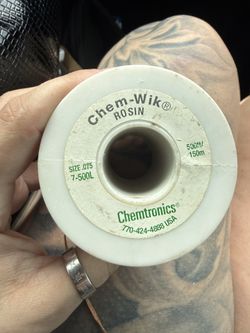 Chem-Wik®
ROSIN
SIZE .075
7-500L
500ft/
150m
Chemtronics®
770-424-4888 USA